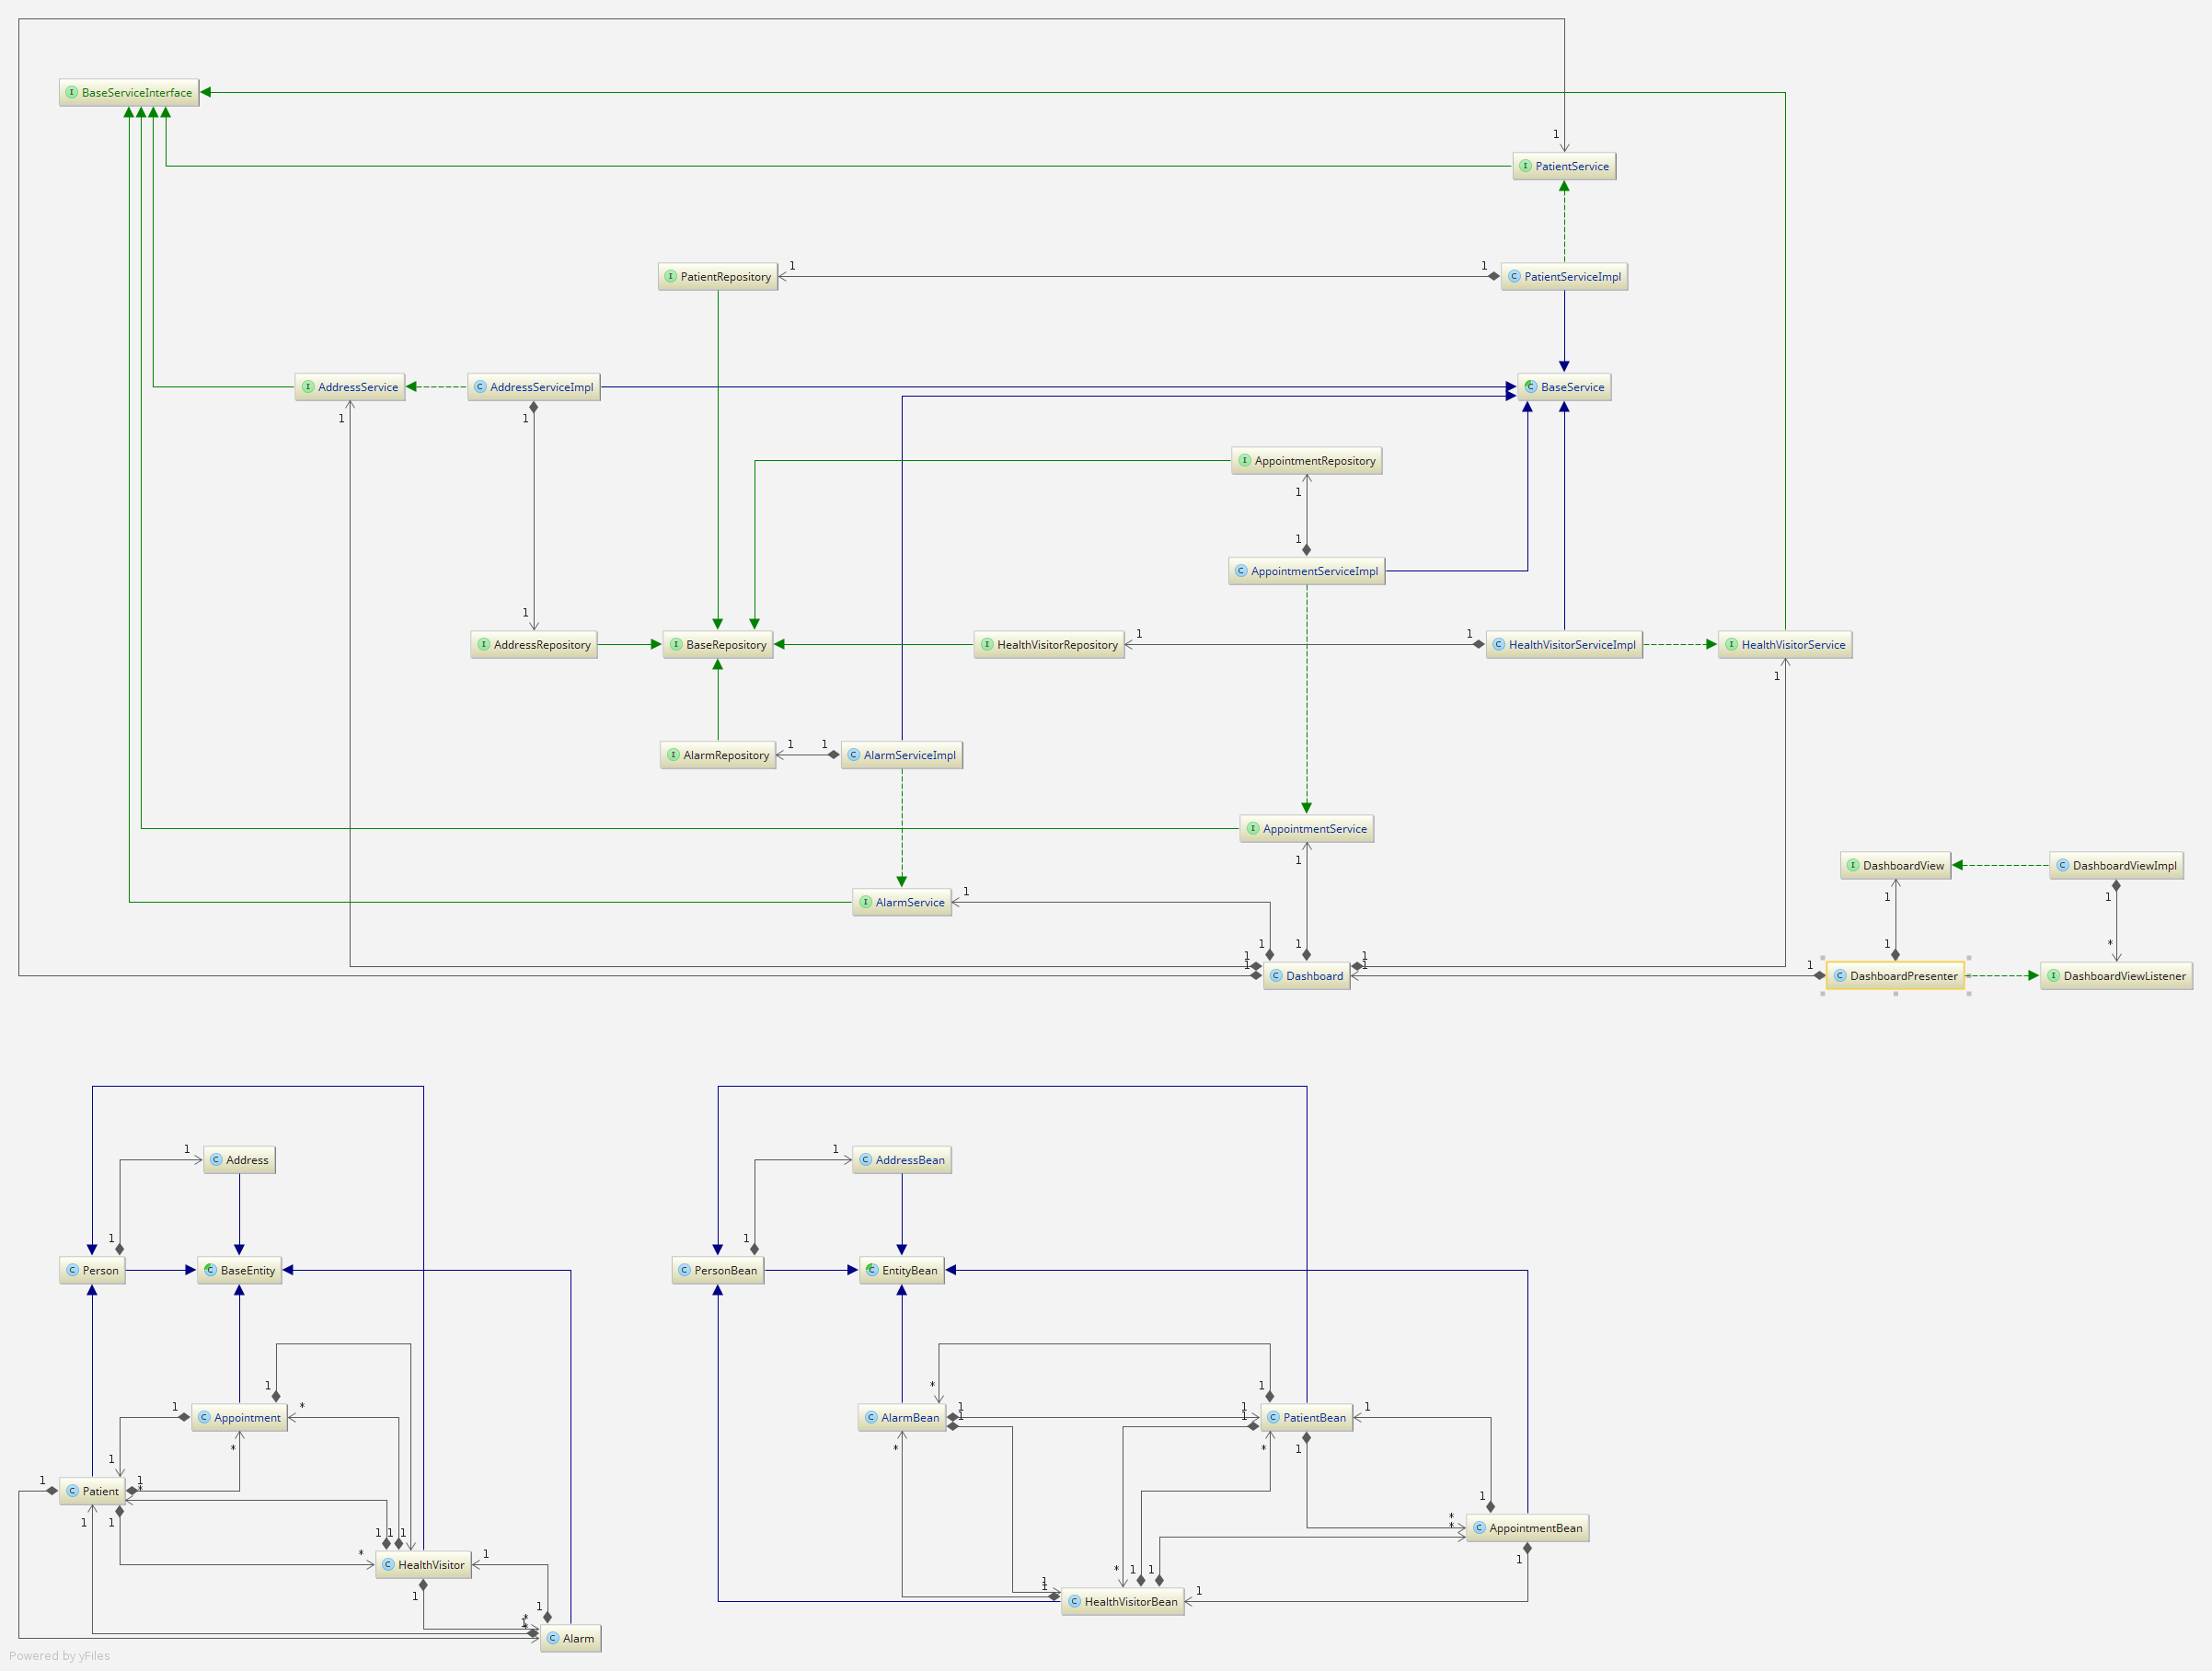 BaseServiceInterface
1
PatientService
PatientRepository
1
1
PatientServiceImpl
AddressService
AddressServiceImpl
BaseService
1
1
AppointmentRepository
1
1
AppointmentServiceImpl
1
AddressRepository
BaseRepository
HealthVisitorRepository
1
1
HealthVisitorServiceImpl
HealthVisitorService
1
AlarmRepository
1
1
AlarmServiceImpl
AppointmentService
1
DashboardView
DashboardViewImpl
1
1
AlarmService
1
1
1
1
*
1
1
1
1
1
Dashboard
1
DashboardPresenter
DashboardViewListener
1
Address
1
AddressBean
1
1
Person
BaseEntity
PersonBean
EntityBean
1
*
*
1
1
Appointment
AlarmBean
1
1
1
1
PatientBean
1
1
*
*
*
1
1
1
*
Patient
1
1
1
1
1
1
*
*
AppointmentBean
*
HealthVisitor
1
1
*
1
1
1
1
1
HealthVisitorBean
1
1
*
1
*
Alarm
Powered by yFiles